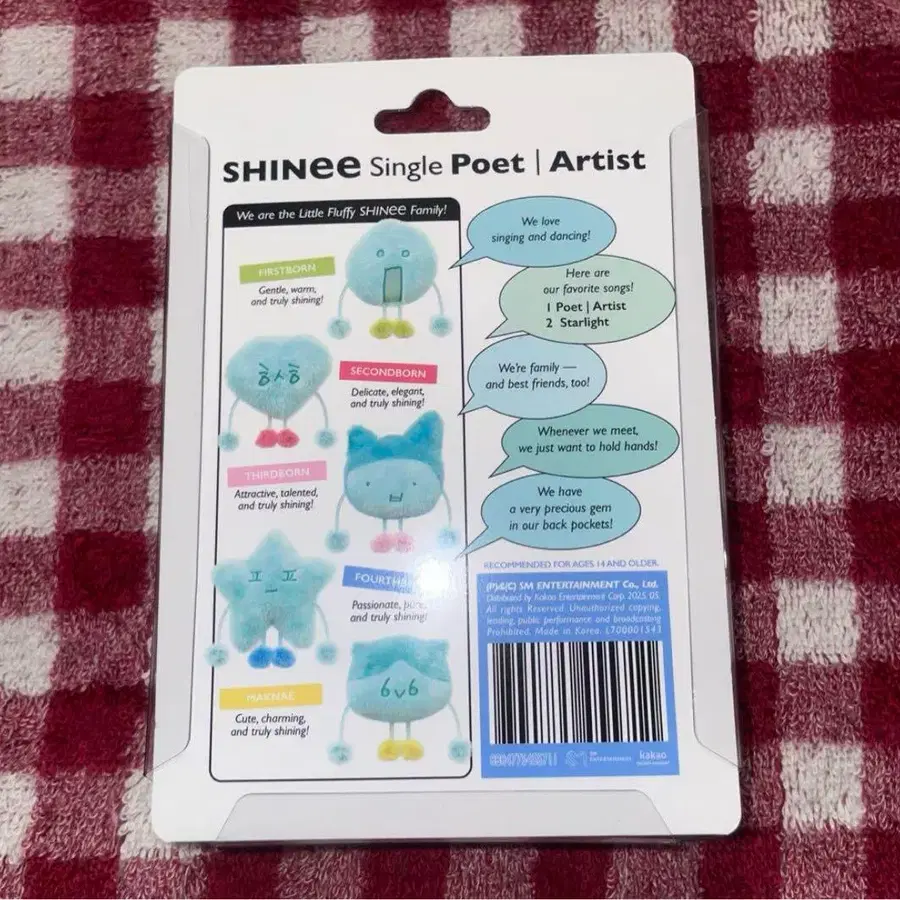 SHINee Single Poet | Artist
We are the Little Fluffy SHINee Family!
FIRSTBORN
Gentle, warm,
and truly shining!
SECONDBORN
Delicate, elegant,
and truly shining!
THIRDBORN
Attractive, talented,
and truly shining!
Passionate, pure,
and truly shining!
MAKNAE
Cute, charming,
and truly shining!
We love
singing and dancing!
Here are
our favorite songs!
1 Poet | Artist
2 Starlight
We're family —
and best friends, too!
Whenever we meet,
we just want to hold hands!
We have
a very precious gem
in our back pockets!
RECOMMENDED FOR AGES 14 AND OLDER.
(P)&(C) SM ENTERTAINMENT Co., Ltd.
Distributed by Kakao Entertainment Corp. 2025. 05.
All rights Reserved. Unauthorized copying,
lending, public performance and broadcasting
Prohibited. Made in Korea. L700001543
kakao